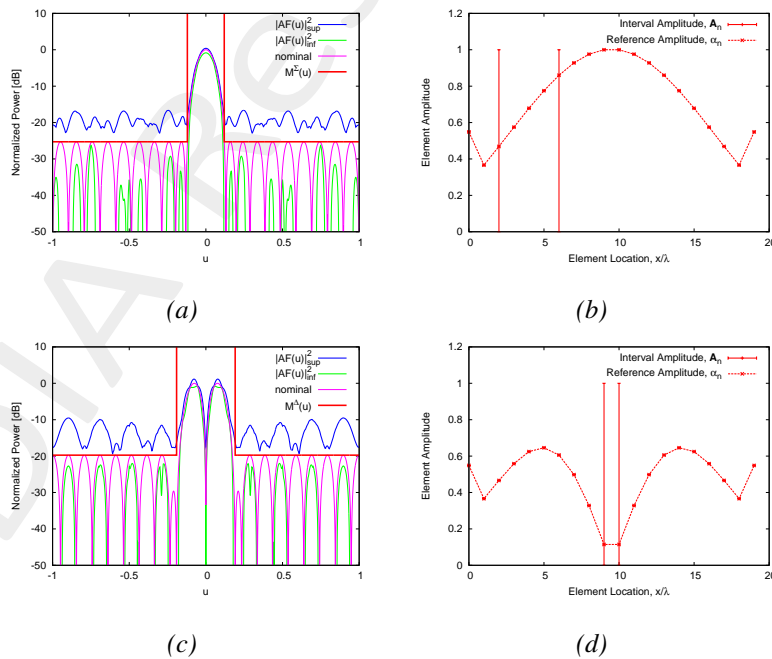 |AF(u)|²sup
|AF(u)|²inf
nominal
M^Σ(u)
10
0
-10
-20
-30
-40
-50
-1
-0.5
0
0.5
1
Normalized Power [dB]
u
(a)
Interval Amplitude, Aₙ
Reference Amplitude, αₙ
1.2
1
0.8
0.6
0.4
0.2
0
0
5
10
15
20
Element Amplitude
Element Location, x/λ
(b)
|AF(u)|²sup
|AF(u)|²inf
nominal
M^Δ(u)
10
0
-10
-20
-30
-40
-50
-1
-0.5
0
0.5
1
Normalized Power [dB]
u
(c)
Interval Amplitude, Aₙ
Reference Amplitude, αₙ
1.2
1
0.8
0.6
0.4
0.2
0
0
5
10
15
20
Element Amplitude
Element Location, x/λ
(d)
DIA Re